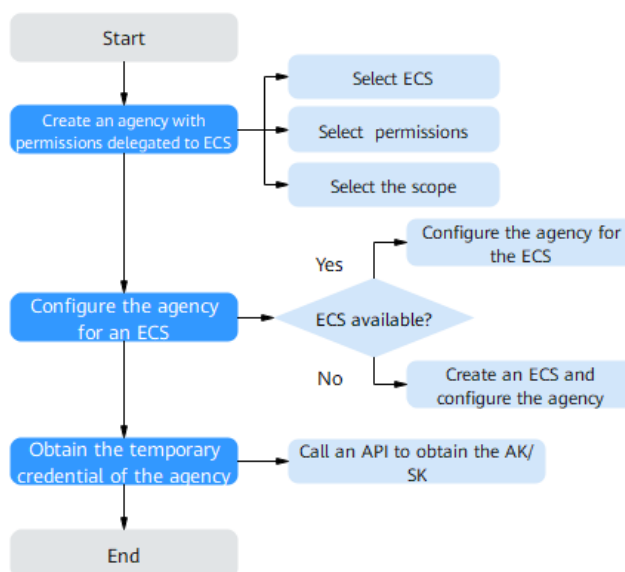 Start
Create an agency with
permissions delegated to ECS
Select ECS
Select permissions
Select the scope
Configure the agency
for an ECS
ECS available?
Yes
Configure the agency for
the ECS
No
Create an ECS and
configure the agency
Obtain the temporary
credential of the agency
Call an API to obtain the AK/
SK
End